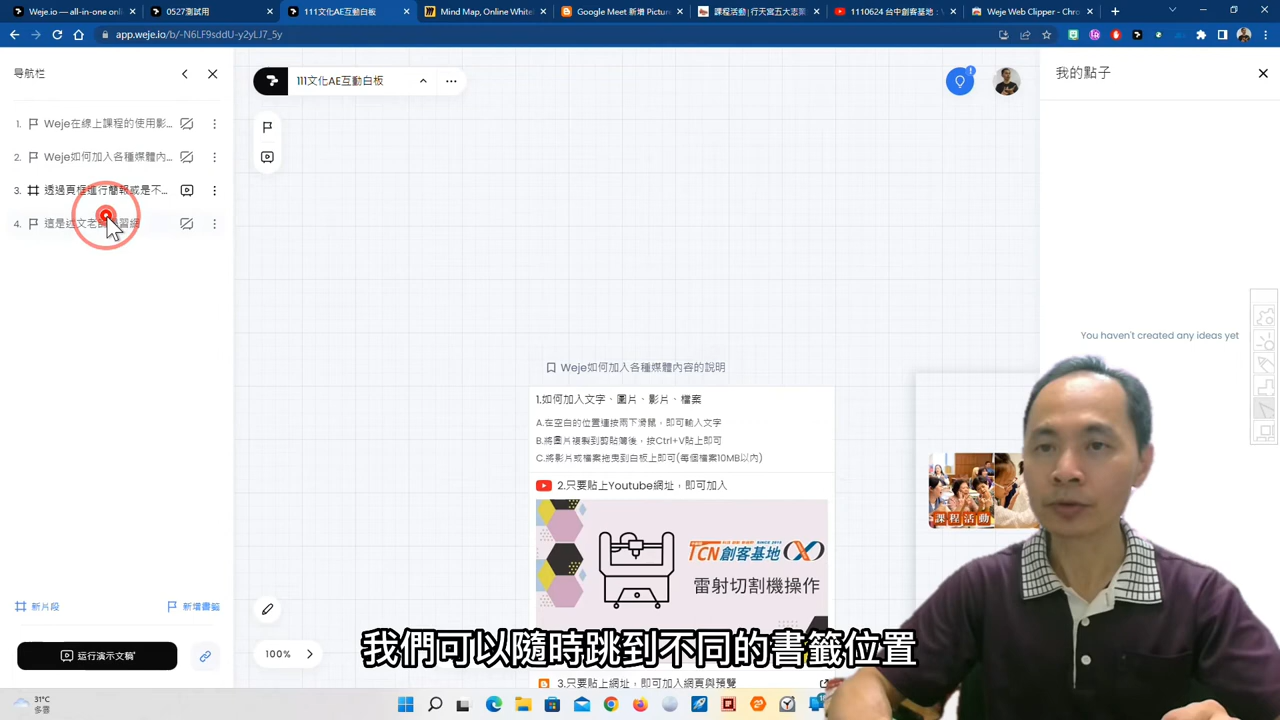 Weje.io — all-in-one onl
0527測試用
111文化AE互動白板
Mind Map, Online White
Google Meet 新增 Picture
課程活動 | 行天宮五大志業
1110624 台中創客基地：V
Weje Web Clipper - Chro
app.weje.io/b/-N6LF9sddU-y2yLJ7_5y
导航栏
111文化AE互動白板
我的點子
1. Weje在線上課程的使用影...
2. Weje如何加入各種媒體內...
3. 透過頁框進行簡報或是不...
4. 這是述文老 習網
You haven't created any ideas yet
Weje如何加入各種媒體內容的說明
1.如何加入文字、圖片、影片、檔案
A.在空白的位置連按兩下滑鼠，即可輸入文字
B.將圖片複製到剪貼簿後，按Ctrl+V貼上即可
C.將影片或檔案拖曳到白板上即可(每個檔案10MB以內)
2.只要貼上Youtube網址，即可加入
TCN創客基地
雷射切割機操作
課程活動
新片段
新增書籤
运行演示文稿
100%
我們可以隨時跳到不同的書籤位置
3.只要貼上網址，即可加入網頁與預覽
31°C
多雲